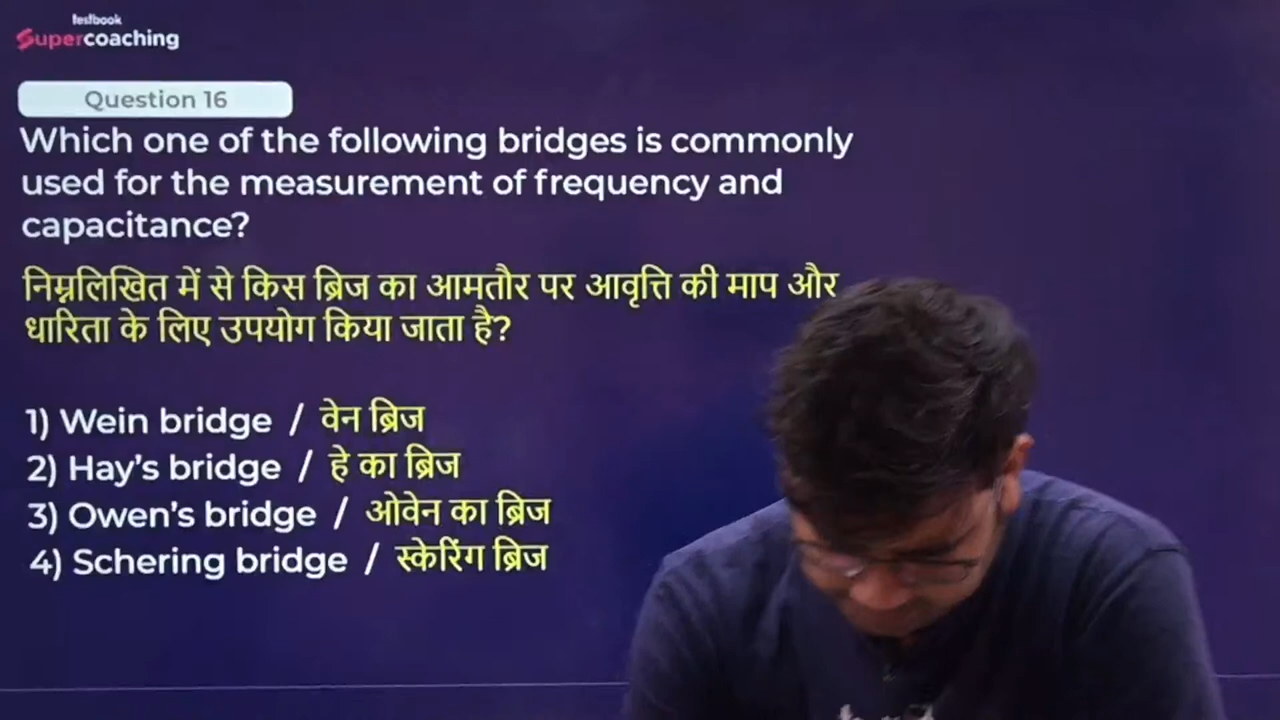 testbook
Supercoaching
Question 16
Which one of the following bridges is commonly
used for the measurement of frequency and
capacitance?
निम्नलिखित में से किस ब्रिज का आमतौर पर आवृत्ति की माप और
धारिता के लिए उपयोग किया जाता है?
1) Wein bridge / वेन ब्रिज
2) Hay's bridge / हे का ब्रिज
3) Owen's bridge / ओवेन का ब्रिज
4) Schering bridge / स्केरिंग ब्रिज